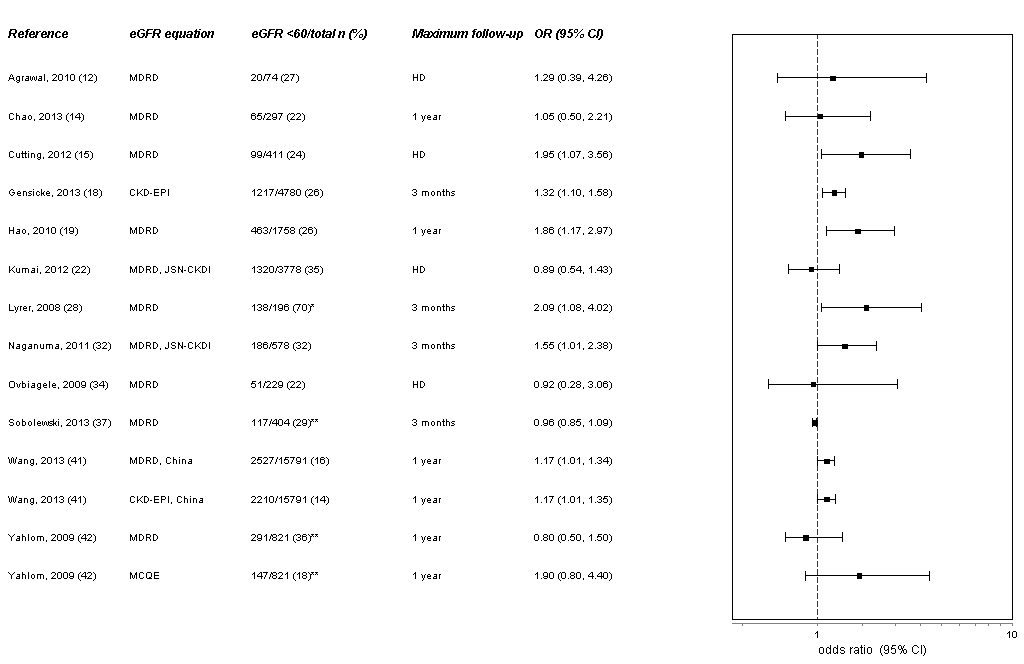 Reference eGFR equation eGFR <60/total n (%) Maximum follow-up OR (95% CI)
Agrawal, 2010 (12) MDRD 20/74 (27) HD 1.29 (0.39, 4.26)
Chao, 2013 (14) MDRD 65/297 (22) 1 year 1.05 (0.50, 2.21)
Cutting, 2012 (15) MDRD 99/411 (24) HD 1.95 (1.07, 3.56)
Gensicke, 2013 (18) CKD-EPI 1217/4780 (26) 3 months 1.32 (1.10, 1.58)
Hao, 2010 (19) MDRD 463/1758 (26) 1 year 1.86 (1.17, 2.97)
Kumai, 2012 (22) MDRD, JSN-CKDI 1320/3778 (35) HD 0.89 (0.54, 1.43)
Lyrer, 2008 (28) MDRD 138/196 (70)* 3 months 2.09 (1.08, 4.02)
Naganuma, 2011 (32) MDRD, JSN-CKDI 186/578 (32) 3 months 1.55 (1.01, 2.38)
Ovbiagele, 2009 (34) MDRD 51/229 (22) HD 0.92 (0.28, 3.06)
Sobolewski, 2013 (37) MDRD 117/404 (29)** 3 months 0.96 (0.85, 1.09)
Wang, 2013 (41) MDRD, China 2527/15791 (16) 1 year 1.17 (1.01, 1.34)
Wang, 2013 (41) CKD-EPI, China 2210/15791 (14) 1 year 1.17 (1.01, 1.35)
Yahlom, 2009 (42) MDRD 291/821 (36)** 1 year 0.80 (0.50, 1.50)
Yahlom, 2009 (42) MCQE 147/821 (18)** 1 year 1.90 (0.80, 4.40)
1 10
odds ratio (95% CI)